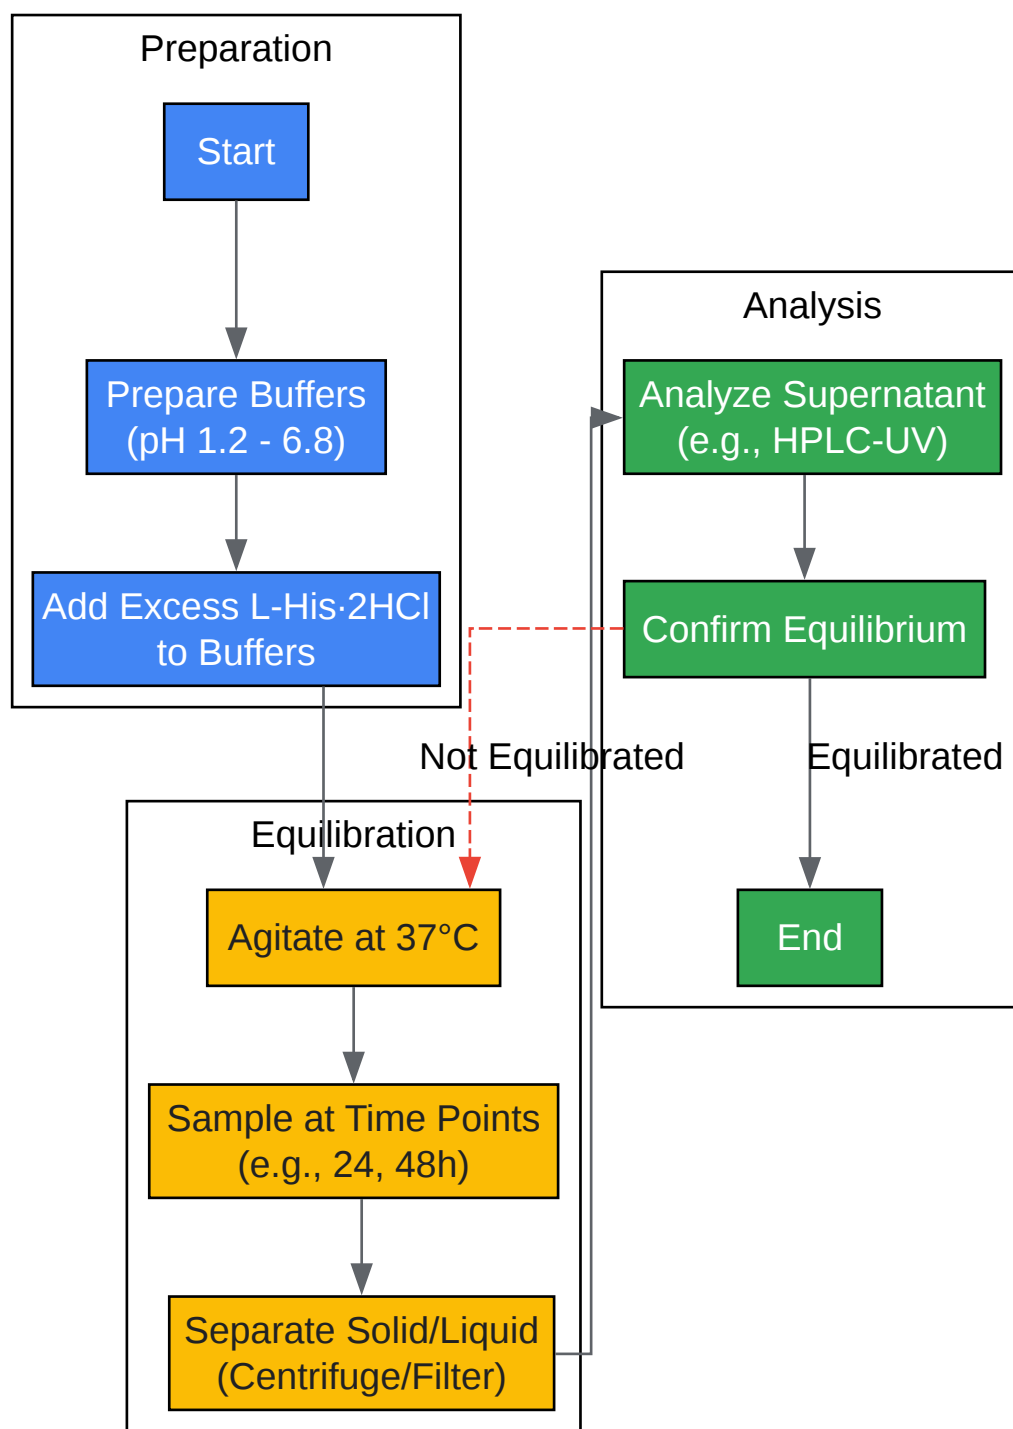 Preparation
Start
Prepare Buffers
(pH 1.2 - 6.8)
Add Excess L-His·2HCl
to Buffers
Analysis
Analyze Supernatant
(e.g., HPLC-UV)
Confirm Equilibrium
Not Equilibrated
Equilibrated
End
Equilibration
Agitate at 37°C
Sample at Time Points
(e.g., 24, 48h)
Separate Solid/Liquid
(Centrifuge/Filter)